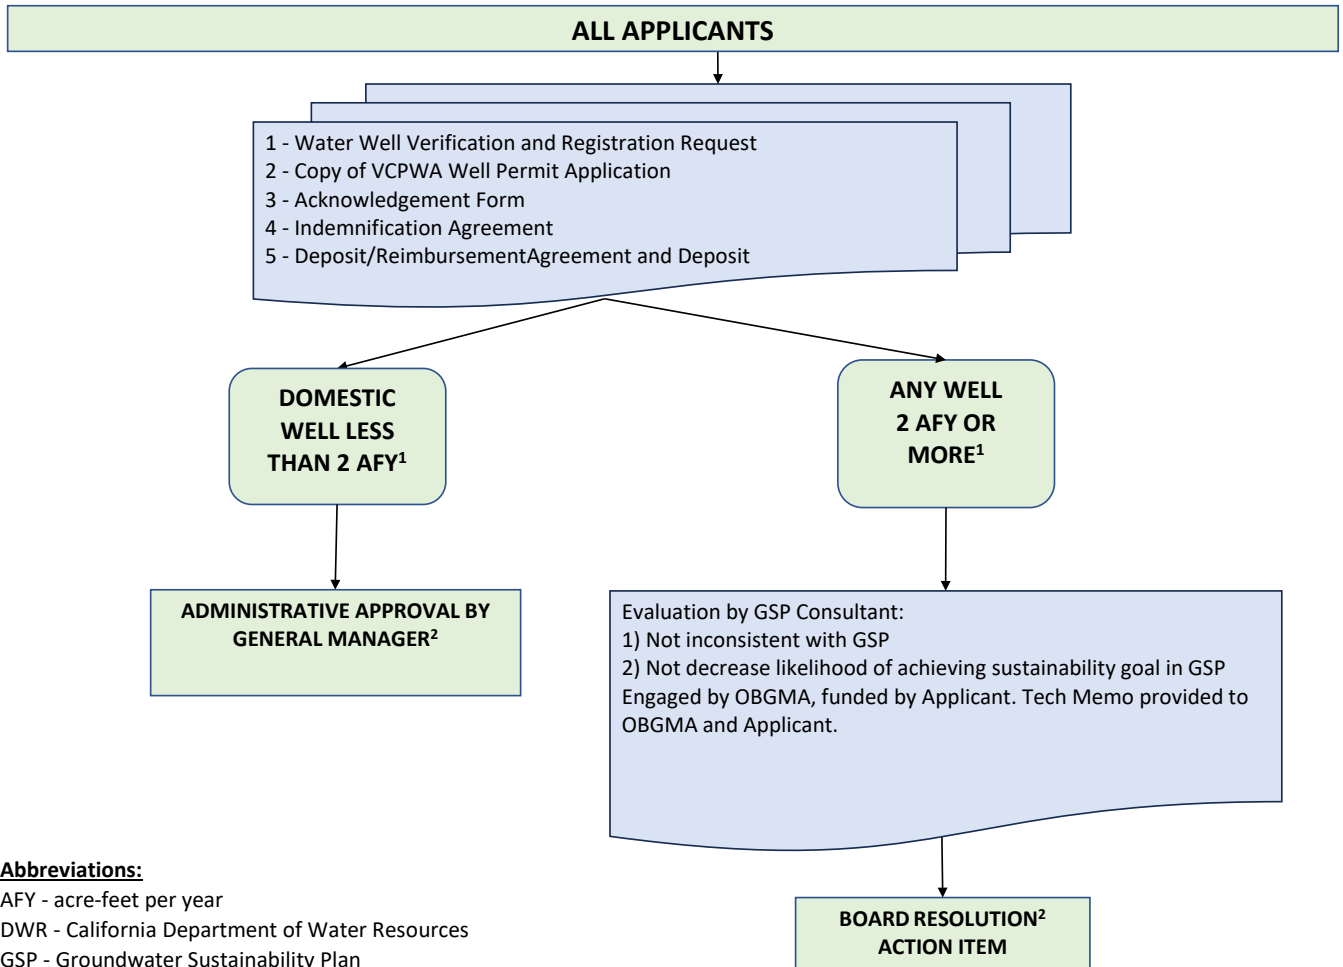 ALL APPLICANTS
1 - Water Well Verification and Registration Request
2 - Copy of VCPWA Well Permit Application
3 - Acknowledgement Form
4 - Indemnification Agreement
5 - Deposit/ReimbursementAgreement and Deposit
DOMESTIC
WELL LESS
THAN 2 AFY¹
ANY WELL
2 AFY OR
MORE¹
ADMINISTRATIVE APPROVAL BY
GENERAL MANAGER²
Evaluation by GSP Consultant:
1) Not inconsistent with GSP
2) Not decrease likelihood of achieving sustainability goal in GSP
Engaged by OBGMA, funded by Applicant. Tech Memo provided to
OBGMA and Applicant.
Abbreviations:
AFY - acre-feet per year
DWR - California Department of Water Resources
GSP - Groundwater Sustainability Plan
BOARD RESOLUTION²
ACTION ITEM